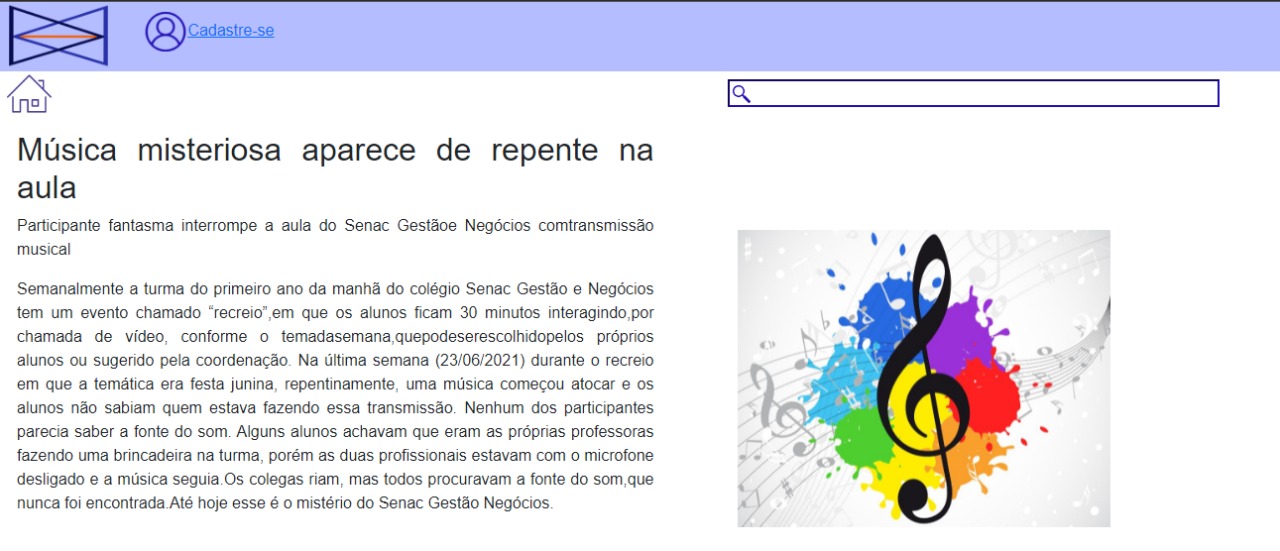 Cadastre-se
Música misteriosa aparece de repente na
aula
Participante fantasma interrompe a aula do Senac Gestãoe Negócios comtransmissão
musical
Semanalmente a turma do primeiro ano da manhã do colégio Senac Gestão e Negócios
tem um evento chamado “recreio”,em que os alunos ficam 30 minutos interagindo,por
chamada de vídeo, conforme o temadasemana,quepodeserescolhidopelos próprios
alunos ou sugerido pela coordenação. Na última semana (23/06/2021) durante o recreio
em que a temática era festa junina, repentinamente, uma música começou atocar e os
alunos não sabiam quem estava fazendo essa transmissão. Nenhum dos participantes
parecia saber a fonte do som. Alguns alunos achavam que eram as próprias professoras
fazendo uma brincadeira na turma, porém as duas profissionais estavam com o microfone
desligado e a música seguia.Os colegas riam, mas todos procuravam a fonte do som,que
nunca foi encontrada.Até hoje esse é o mistério do Senac Gestão Negócios.